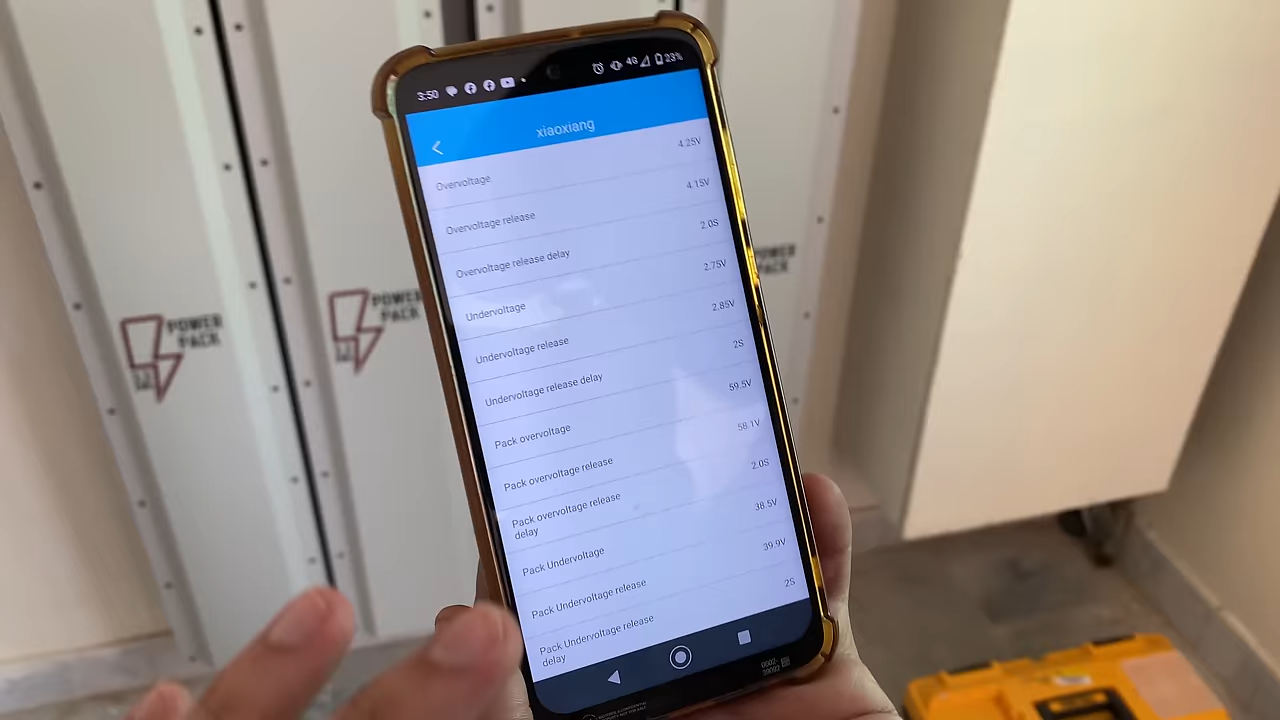 3:50
4G
23%
xiaoxiang
Overvoltage 4.25V
Overvoltage release 4.15V
Overvoltage release delay 2.0S
Undervoltage 2.75V
Undervoltage release 2.85V
Undervoltage release delay 2S
Pack overvoltage 59.5V
Pack overvoltage release 58.1V
Pack overvoltage release
delay 2.0S
Pack Undervoltage 38.5V
Pack Undervoltage release 39.9V
Pack Undervoltage release
delay 2S
POWER
PACK
POWER
PACK
POWER
PACK